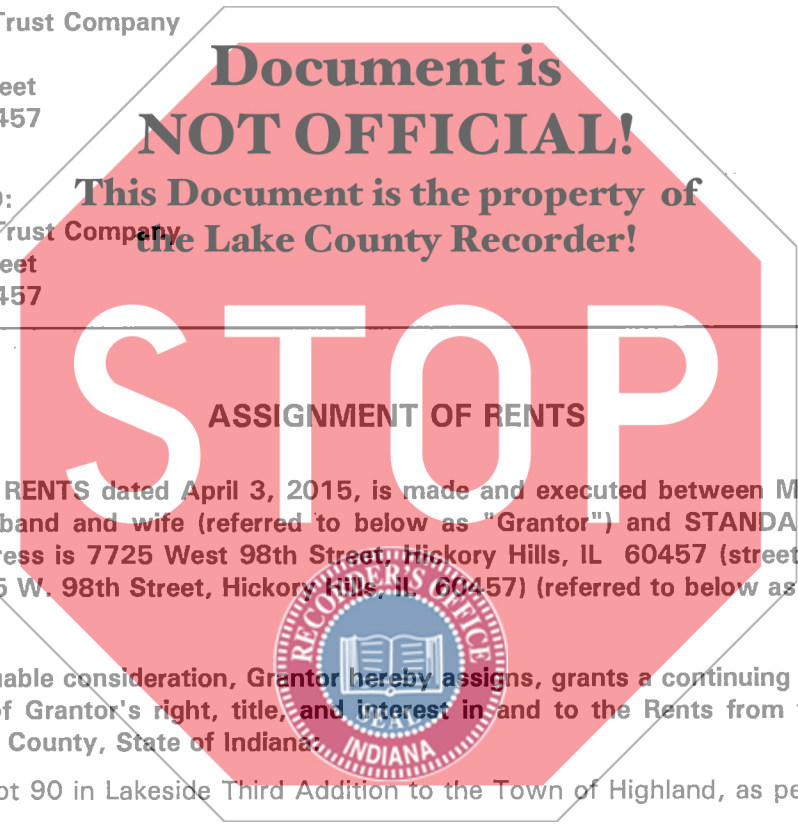 Trust Company
Document is
eet
457
NOT OFFICIAL!
This Document is the property of
:
Trust Company
the Lake County Recorder!
eet
457
STOP
ASSIGNMENT OF RENTS
RENTS dated April 3, 2015, is made and executed between M
band and wife (referred to below as "Grantor") and STANDA
ress is 7725 West 98th Street, Hickory Hills, IL 60457 (street
5 W. 98th Street, Hickory Hills, IL 60457) (referred to below as
RECORDER'S OFFICE
uable consideration, Grantor hereby assigns, grants a continuing
of Grantor's right, title, and interest in and to the Rents from
County, State of Indiana:
INDIANA
ot 90 in Lakeside Third Addition to the Town of Highland, as pe